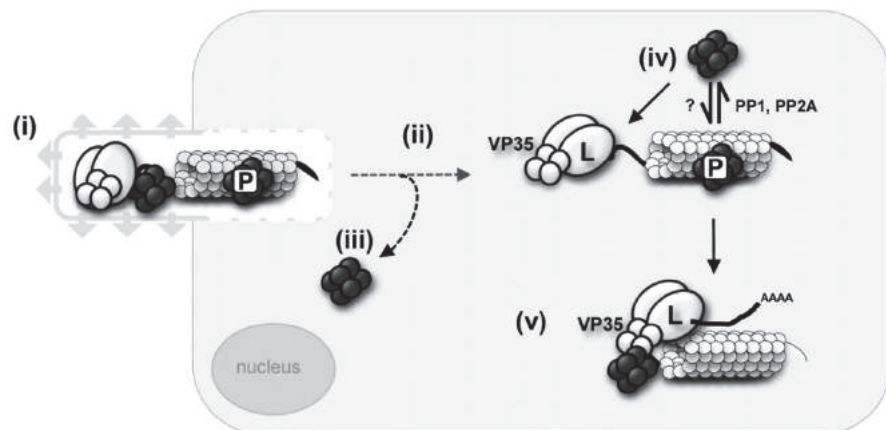 (i)
P
(ii)
(iii)
nucleus
(iv)
? PP1, PP2A
VP35
L
P
(v)
AAAA
VP35
L